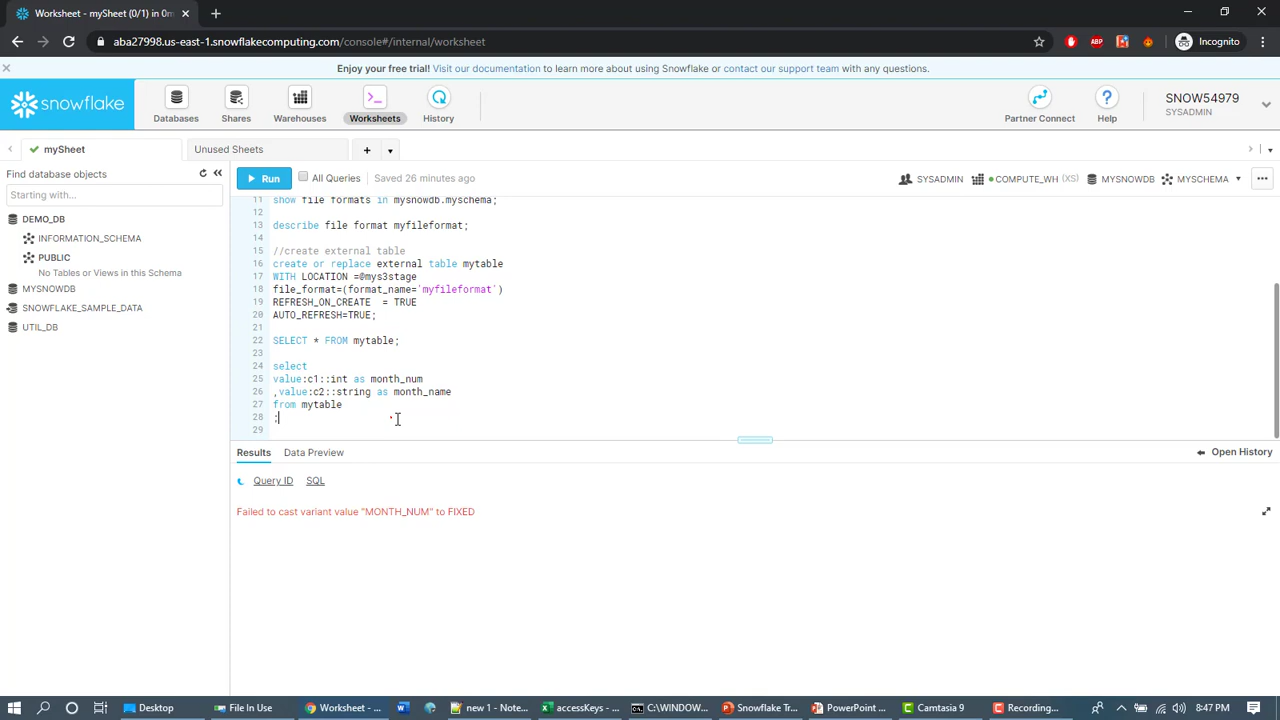 Worksheet - mySheet (0/1) in 0m
aba27998.us-east-1.snowflakecomputing.com/console#/internal/worksheet
ABP
Incognito
Enjoy your free trial! Visit our documentation to learn more about using Snowflake or contact our support team with any questions.
snowflake
Databases
Shares
Warehouses
Worksheets
History
Partner Connect
Help
SNOW54979
SYSADMIN
mySheet
Unused Sheets
Find database objects
Starting with...
DEMO_DB
INFORMATION_SCHEMA
PUBLIC
No Tables or Views in this Schema
MYSNOWDB
SNOWFLAKE_SAMPLE_DATA
UTIL_DB
Run
All Queries
Saved 26 minutes ago
SYSADMIN
COMPUTE_WH (XS)
MYSNOWDB
MYSCHEMA
11 show file formats in mysnowdb.myschema;
12
13 describe file format myfileformat;
14
15 //create external table
16 create or replace external table mytable
17 WITH LOCATION =@mys3stage
18 file_format=(format_name='myfileformat')
19 REFRESH_ON_CREATE = TRUE
20 AUTO_REFRESH=TRUE;
21
22 SELECT * FROM mytable;
23
24 select
25 value:c1::int as month_num
26 ,value:c2::string as month_name
27 from mytable
28 ;
29
Results
Data Preview
Open History
Query ID
SQL
Failed to cast variant value "MONTH_NUM" to FIXED
Desktop
File In Use
Worksheet - ...
new 1 - Note...
accessKeys - ...
C:\WINDOW...
Snowflake Tr...
PowerPoint ...
Camtasia 9
Recording...
8:47 PM